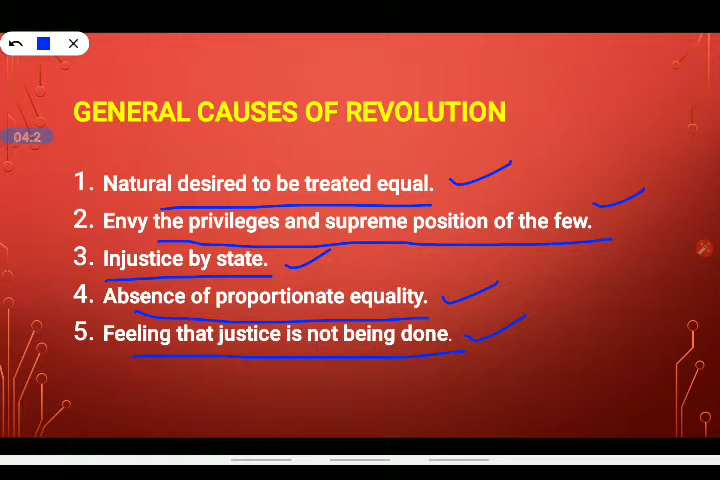 GENERAL CAUSES OF REVOLUTION
04:2
1. Natural desired to be treated equal.
2. Envy the privileges and supreme position of the few.
3. Injustice by state.
4. Absence of proportionate equality.
5. Feeling that justice is not being done.